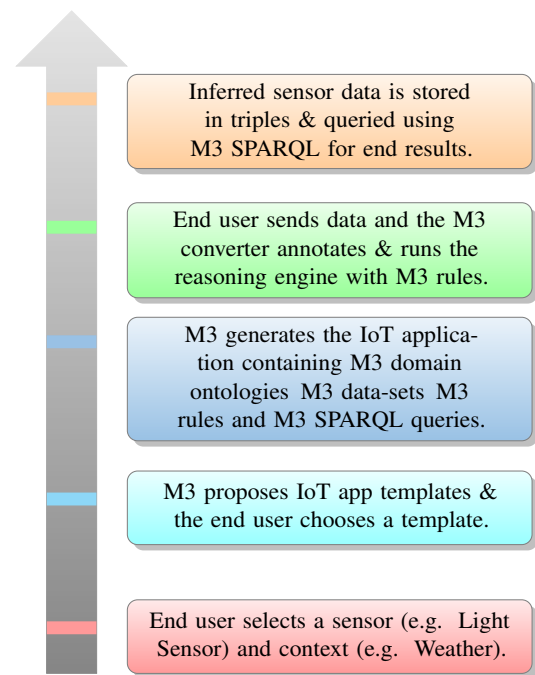 Inferred sensor data is stored
in triples & queried using
M3 SPARQL for end results.
End user sends data and the M3
converter annotates & runs the
reasoning engine with M3 rules.
M3 generates the IoT applica-
tion containing M3 domain
ontologies M3 data-sets M3
rules and M3 SPARQL queries.
M3 proposes IoT app templates &
the end user chooses a template.
End user selects a sensor (e.g. Light
Sensor) and context (e.g. Weather).